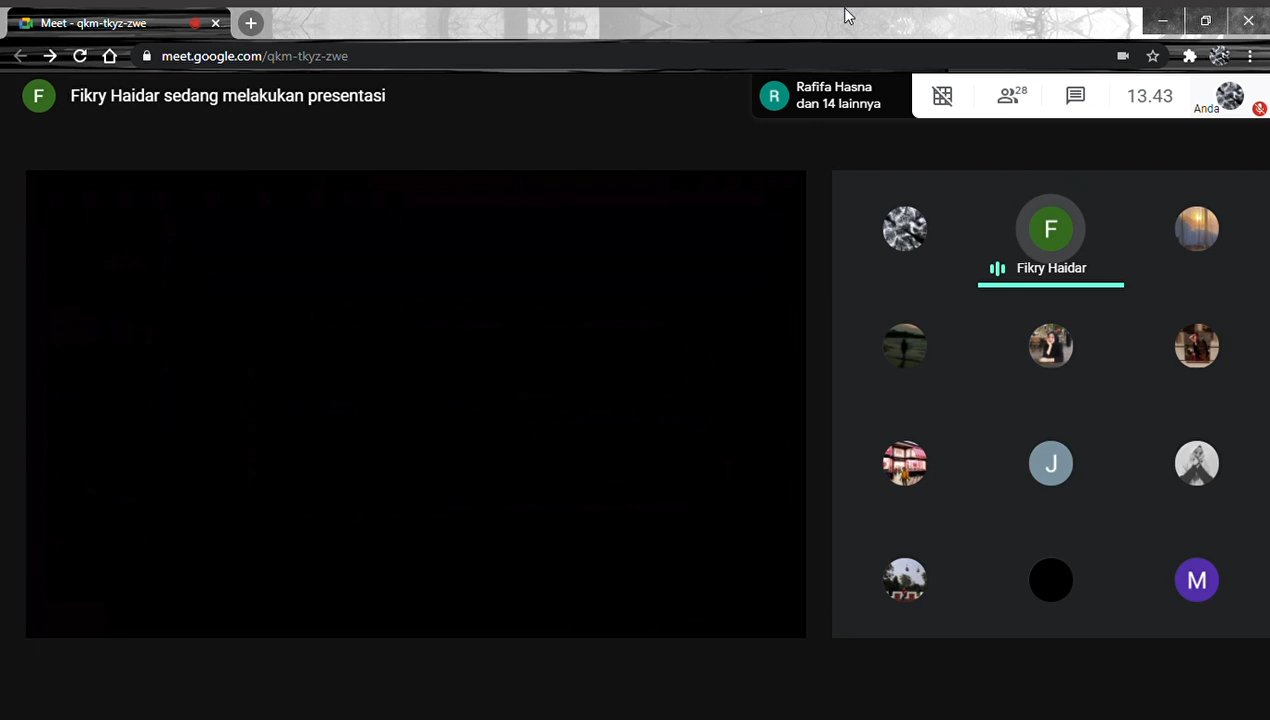 Meet - qkm-tkyz-zwe
meet.google.com/qkm-tkyz-zwe
F
Fikry Haidar sedang melakukan presentasi
R
Rafifa Hasna
dan 14 lainnya
28
13.43
Anda
F
Fikry Haidar
J
M